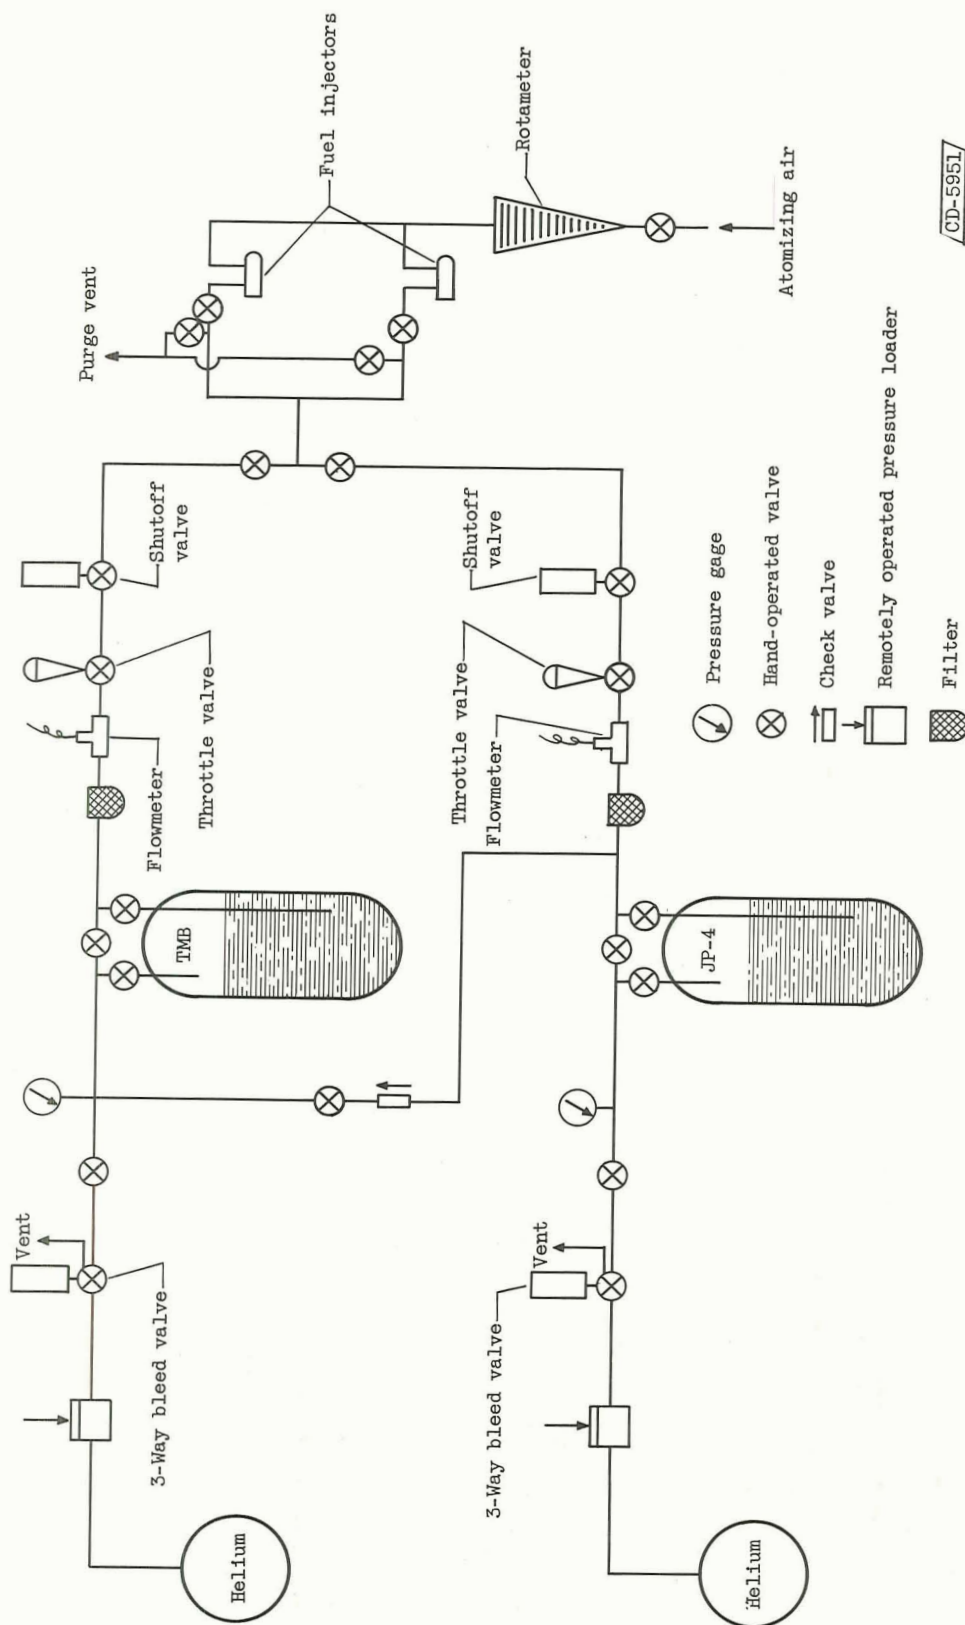 Purge vent
Fuel injectors
Rotameter
Atomizing air
CD-5951
Shutoff
valve
Throttle valve
Flowmeter
TMB
Vent
3-Way bleed valve
Helium
Shutoff
valve
Throttle valve
Flowmeter
JP-4
Vent
3-Way bleed valve
Helium
Pressure gage
Hand-operated valve
Check valve
Remotely operated pressure loader
Filter